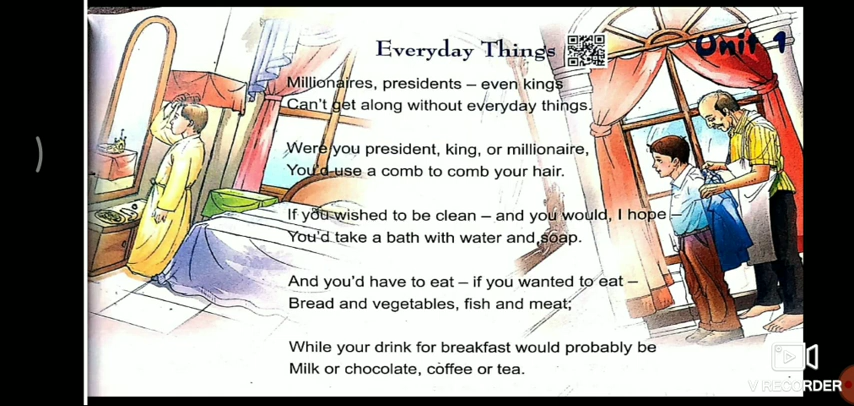 Everyday Things
Unit 1
Millionaires, presidents – even kings
Can't get along without everyday things.
Were you president, king, or millionaire,
You'd use a comb to comb your hair.
If you wished to be clean – and you would, I hope –
You'd take a bath with water and soap.
And you'd have to eat – if you wanted to eat –
Bread and vegetables, fish and meat;
While your drink for breakfast would probably be
Milk or chocolate, coffee or tea.
V RECORDER